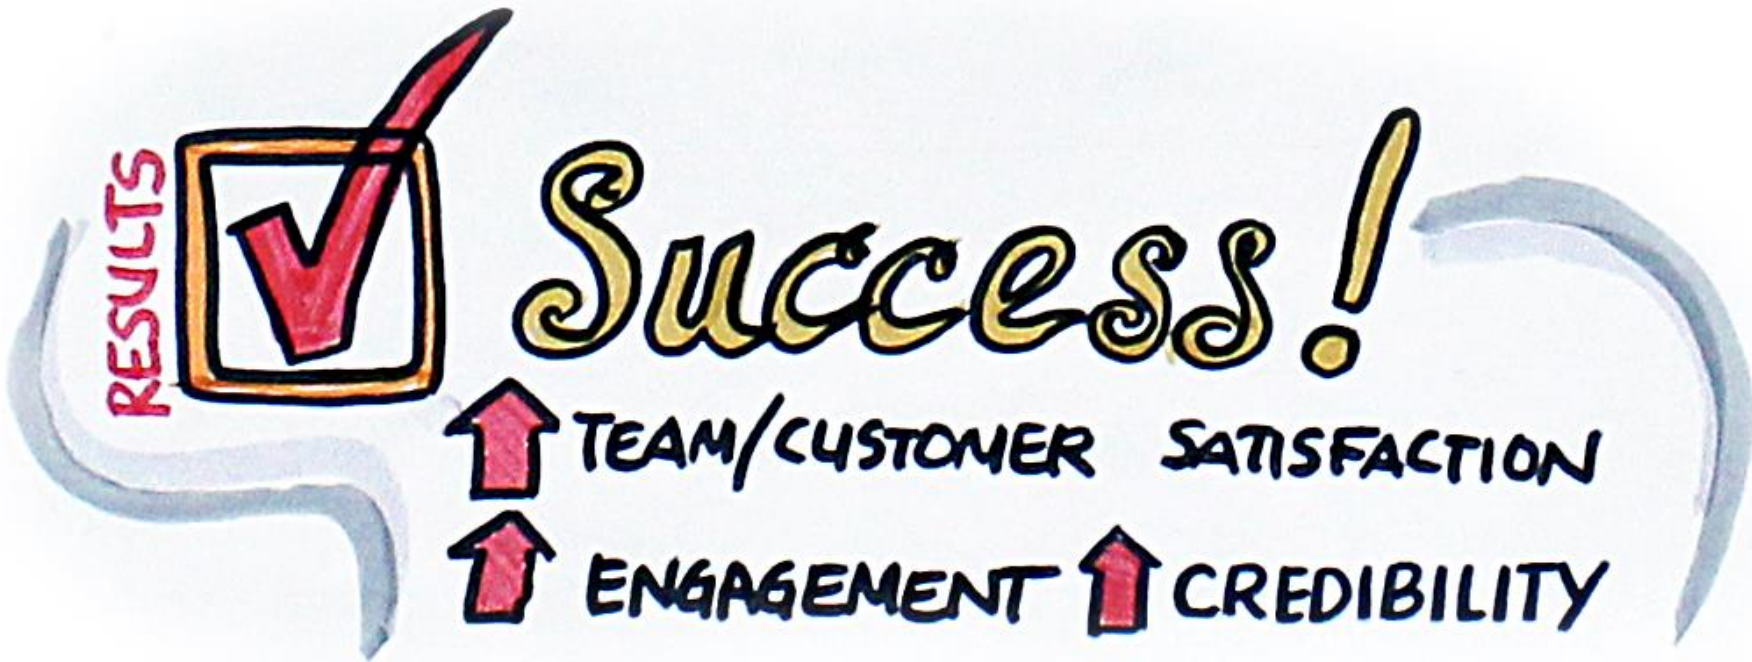 RESULTS
Success!
TEAM/CUSTOMER SATISFACTION
ENGAGEMENT CREDIBILITY